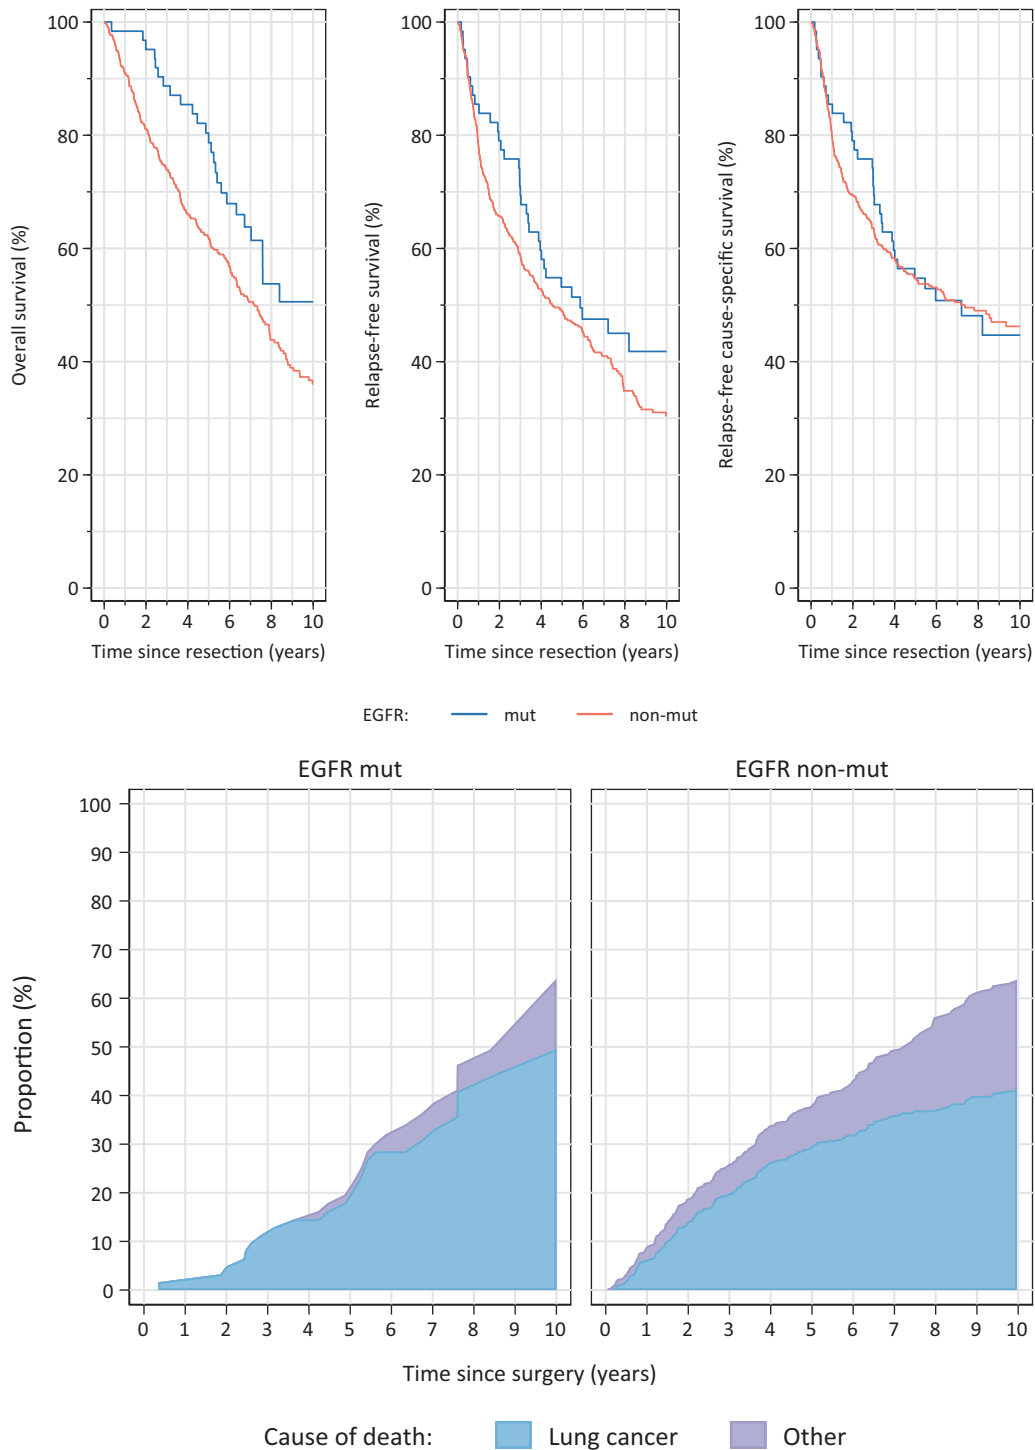 Overall survival (%)
100
80
60
40
20
0
0 2 4 6 8 10
Time since resection (years)
Relapse-free survival (%)
100
80
60
40
20
0
0 2 4 6 8 10
Time since resection (years)
Relapse-free cause-specific survival (%)
100
80
60
40
20
0
0 2 4 6 8 10
Time since resection (years)
EGFR: mut non-mut
EGFR mut
EGFR non-mut
Proportion (%)
100
90
80
70
60
50
40
30
20
10
0
0 1 2 3 4 5 6 7 8 9 10
0 1 2 3 4 5 6 7 8 9 10
Time since surgery (years)
Cause of death: Lung cancer Other